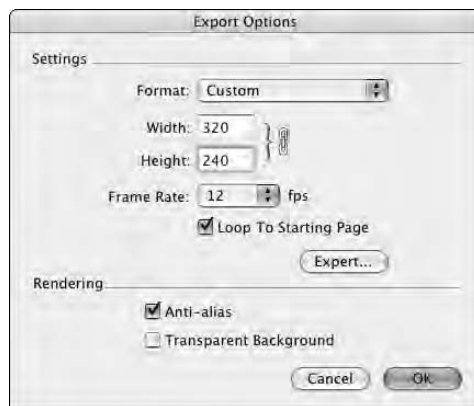 Export Options
Settings
Format: Custom
Width: 320
Height: 240
Frame Rate: 12 fps
Loop To Starting Page
Expert...
Rendering
Anti-alias
Transparent Background
Cancel OK